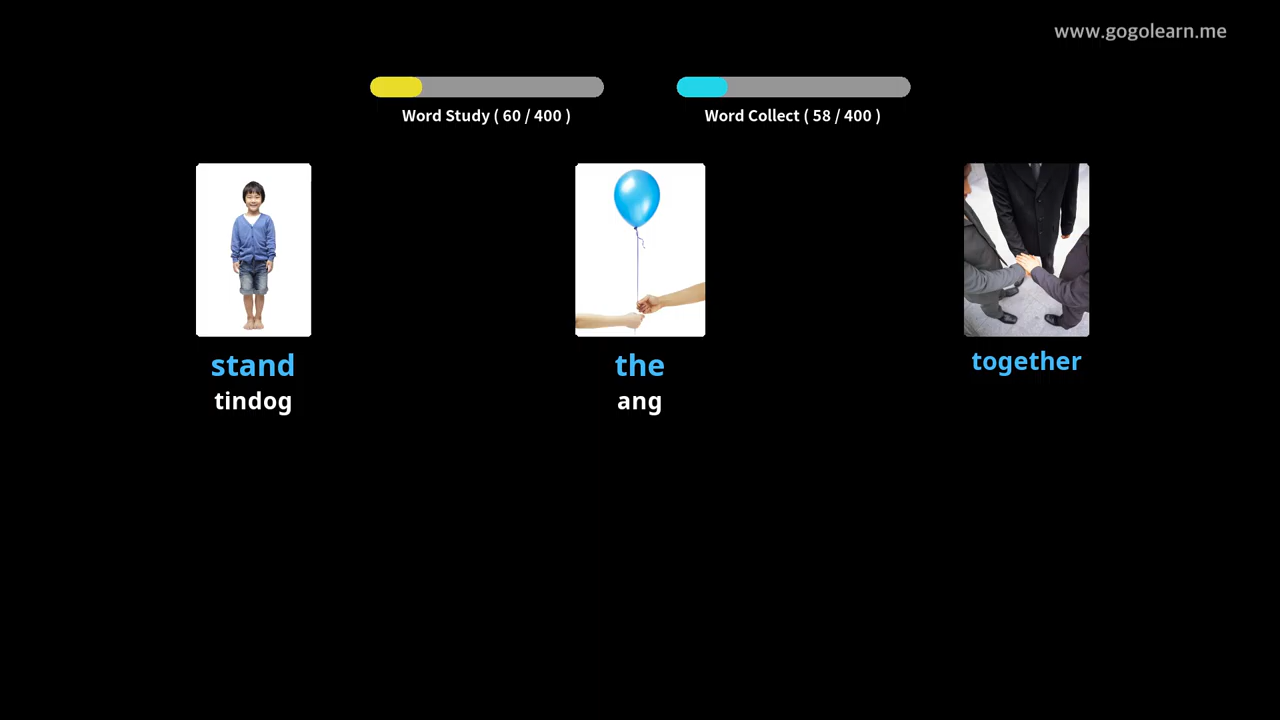 www.gogolearn.me
Word Study ( 60 / 400 )
Word Collect ( 58 / 400 )
stand
tindog
the
ang
together